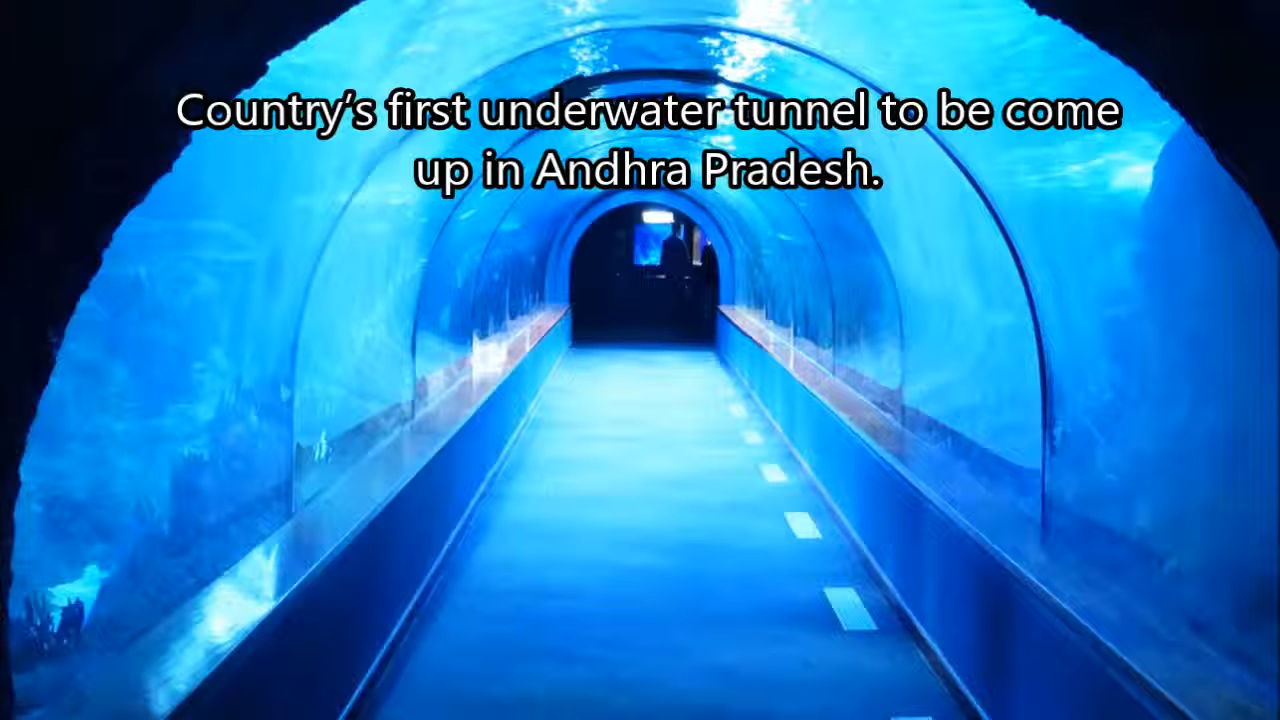 Country’s first underwater tunnel to be come
up in Andhra Pradesh.